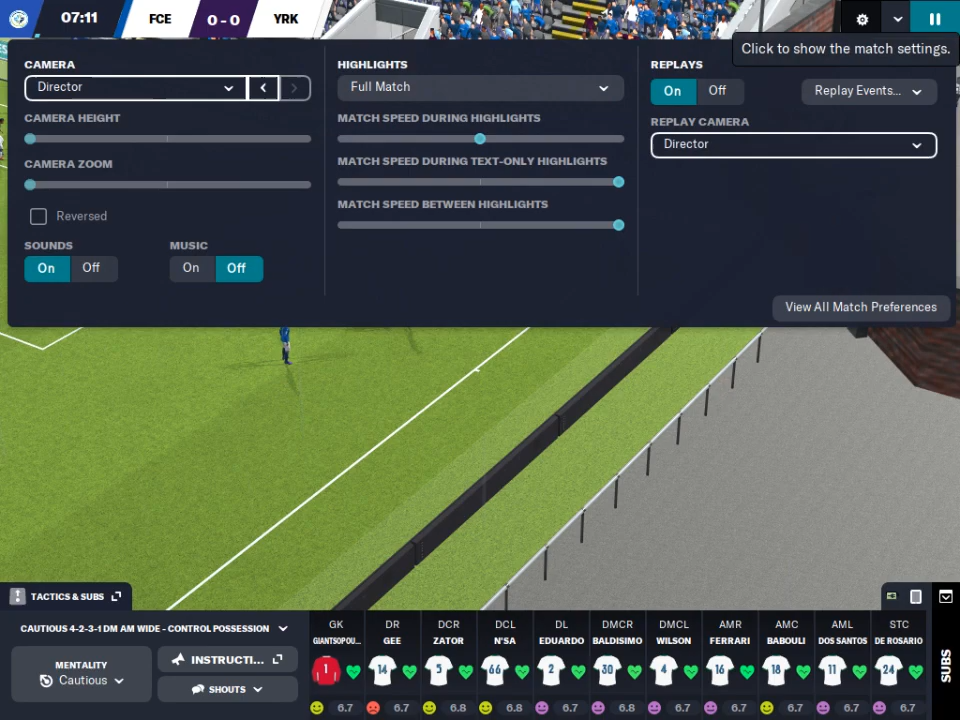 07:11 FCE 0 - 0 YRK
Click to show the match settings.
CAMERA
Director
CAMERA HEIGHT
CAMERA ZOOM
Reversed
SOUNDS
On Off
MUSIC
On Off
HIGHLIGHTS
Full Match
MATCH SPEED DURING HIGHLIGHTS
MATCH SPEED DURING TEXT-ONLY HIGHLIGHTS
MATCH SPEED BETWEEN HIGHLIGHTS
REPLAYS
On Off
Replay Events...
REPLAY CAMERA
Director
View All Match Preferences
TACTICS & SUBS
CAUTIOUS 4-2-3-1 DM AM WIDE - CONTROL POSSESSION
MENTALITY
Cautious
INSTRUCTI...
SHOUTS
GK DR DCR DCL DL DMCR DMCL AMR AMC AML STC
GIANTSOPOU... GEE ZATOR N'SA EDUARDO BALDISIMO WILSON FERRARI BABOULI DOS SANTOS DE ROSARIO
1 14 5 66 2 30 4 16 18 11 24
6.7 6.7 6.8 6.8 6.7 6.8 6.7 6.7 6.7 6.7 6.7
SUBS